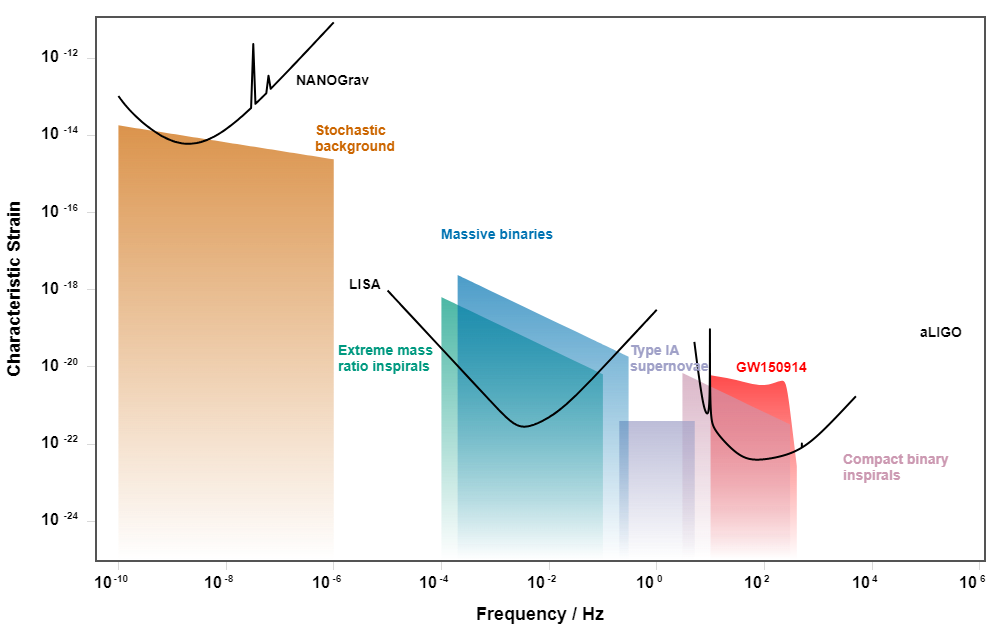 10 -12
NANOGrav
10 -14
Stochastic
background
10 -16
Massive binaries
10 -18
LISA
aLIGO
Extreme mass
ratio inspirals
Type IA
supernovae
GW150914
10 -20
10 -22
Compact binary
inspirals
10 -24
Characteristic Strain
10 -10
10 -8
10 -6
10 -4
10 -2
10 0
10 2
10 4
10 6
Frequency / Hz